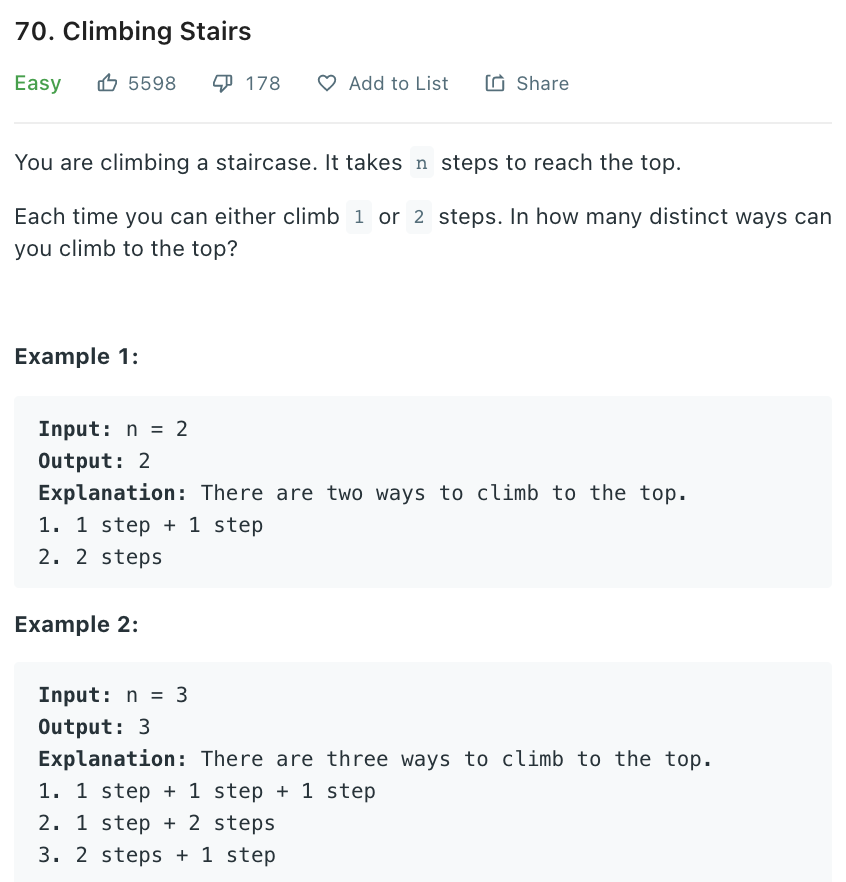 70. Climbing Stairs
Easy 5598 178 Add to List Share
You are climbing a staircase. It takes n steps to reach the top.
Each time you can either climb 1 or 2 steps. In how many distinct ways can
you climb to the top?
Example 1:
Input: n = 2
Output: 2
Explanation: There are two ways to climb to the top.
1. 1 step + 1 step
2. 2 steps
Example 2:
Input: n = 3
Output: 3
Explanation: There are three ways to climb to the top.
1. 1 step + 1 step + 1 step
2. 1 step + 2 steps
3. 2 steps + 1 step